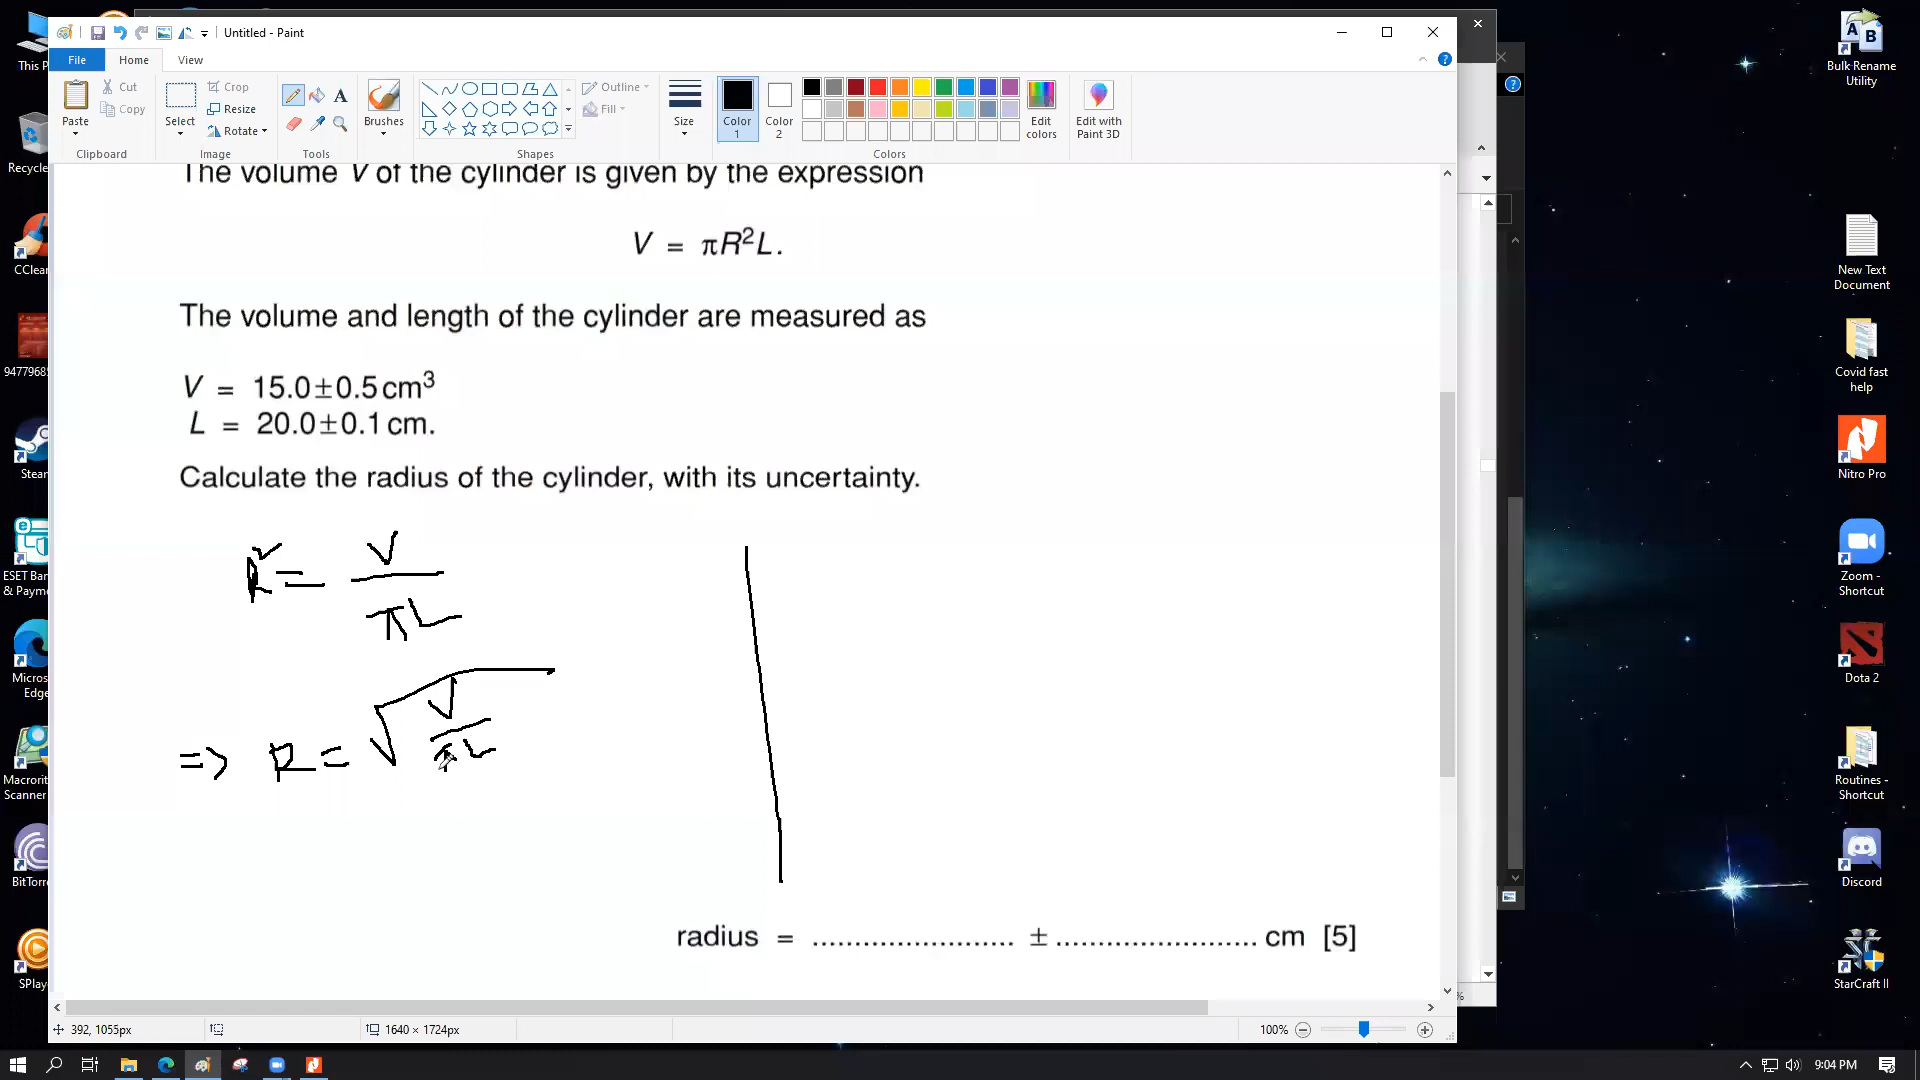 Untitled - Paint
File
Home
View
Paste
Cut
Copy
Clipboard
Select
Crop
Resize
Rotate
Image
A
Tools
Brushes
Shapes
Outline
Fill
Size
Color 1
Color 2
Edit colors
Colors
Edit with Paint 3D
The volume V of the cylinder is given by the expression
V = πR²L.
The volume and length of the cylinder are measured as
V = 15.0±0.5 cm³
L = 20.0±0.1 cm.
Calculate the radius of the cylinder, with its uncertainty.
R² = V
πL
=> R = √ V
πL
radius = ........................ ± ........................ cm [5]
392, 1055px
1640 × 1724px
100%
%
This P
Recycle
CClean
9477968
Steam
ESET Ban
& Payme
Micros
Edge
Macrorit
Scanner
BitTorre
SPlaye
Bulk Rename
Utility
New Text
Document
Covid fast
help
Nitro Pro
Zoom -
Shortcut
Dota 2
Routines -
Shortcut
Discord
StarCraft II
9:04 PM